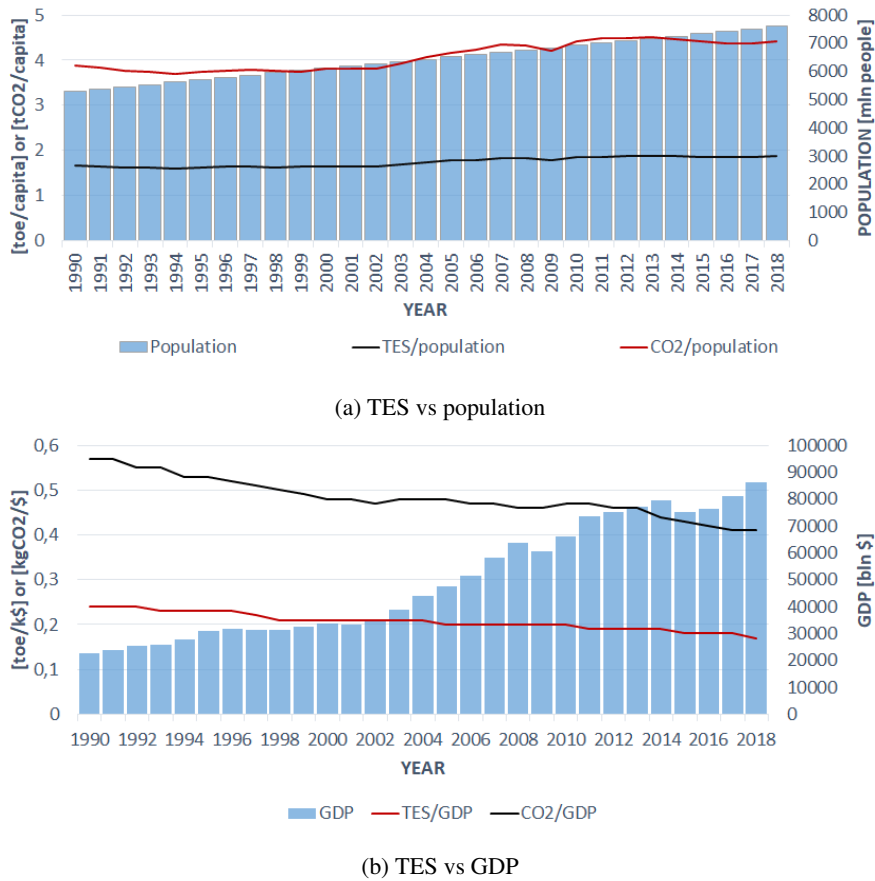 5
4
3
2
1
0
[toe/capita] or [tCO2/capita]
8000
7000
6000
5000
4000
3000
2000
1000
0
POPULATION [mln people]
1990 1991 1992 1993 1994 1995 1996 1997 1998 1999 2000 2001 2002 2003 2004 2005 2006 2007 2008 2009 2010 2011 2012 2013 2014 2015 2016 2017 2018
YEAR
Population TES/population CO2/population
(a) TES vs population
0,6
0,5
0,4
0,3
0,2
0,1
0
[toe/k$] or [kgCO2/$]
100000
90000
80000
70000
60000
50000
40000
30000
20000
10000
0
GDP [bln $]
1990 1992 1994 1996 1998 2000 2002 2004 2006 2008 2010 2012 2014 2016 2018
YEAR
GDP TES/GDP CO2/GDP
(b) TES vs GDP